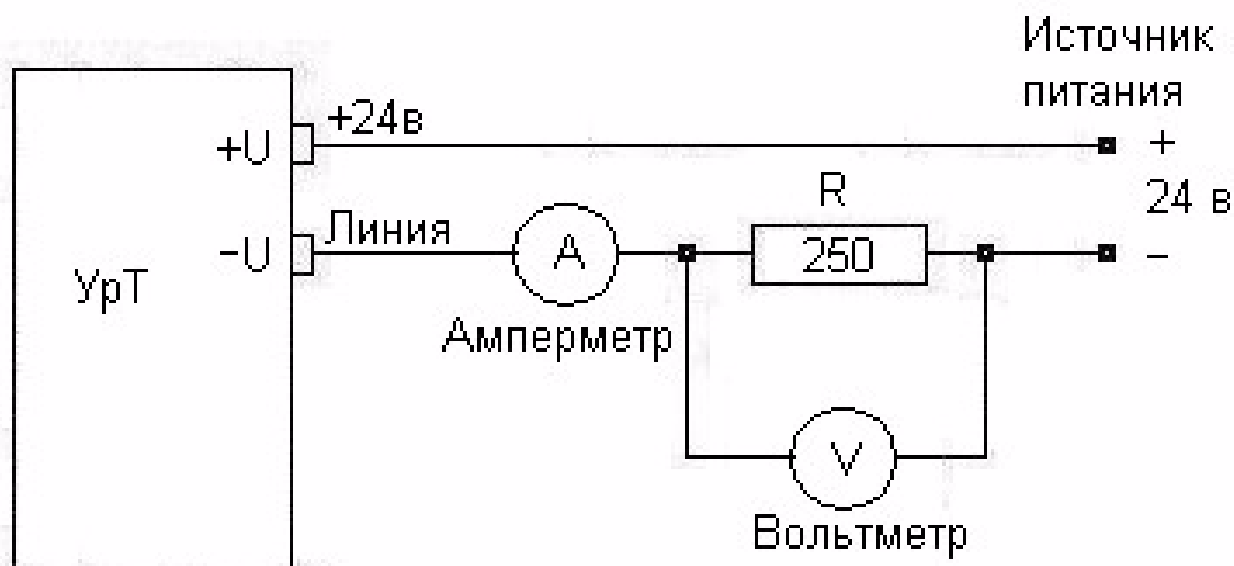 Источник
питания
+24в
+U
+
R
24 в
Линия
-U
А
250
-
УрТ
Амперметр
V
Вольтметр